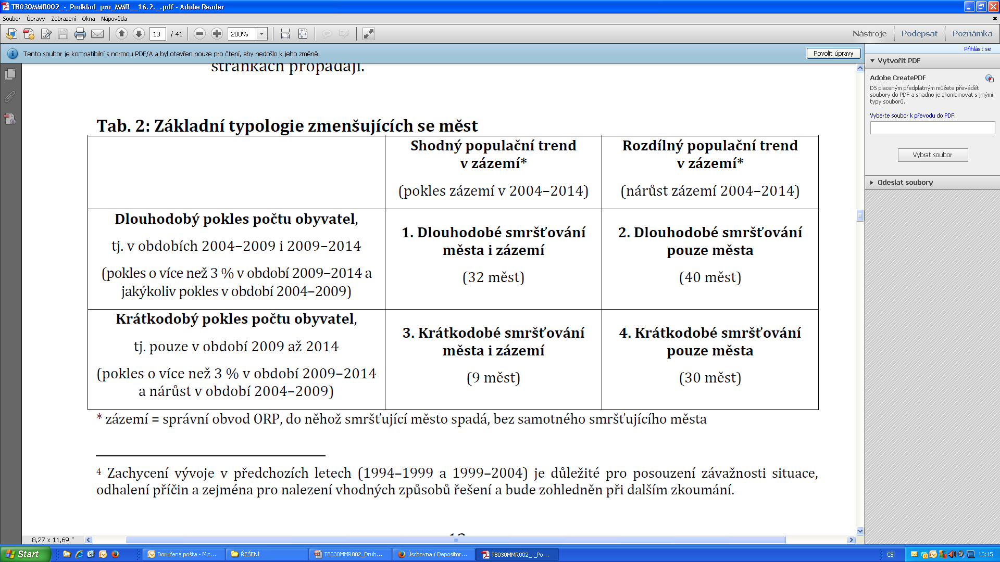 TB030MMR002_-_Podklad_pro_MMR__16.2._.pdf - Adobe Reader
Soubor Úpravy Zobrazení Okna Nápověda
13 / 41 200% Nástroje Podepsat Poznámka
Tento soubor je kompatibilní s normou PDF/A a byl otevřen pouze pro čtení, aby nedošlo k jeho změně.
Povolit úpravy
Přihlásit se
Vytvořit PDF
Adobe CreatePDF
DS placeným předplatným můžete převádět
soubory do PDF a snadno je zkombinovat s jinými
typy souborů.
Vyberte soubor k převodu do PDF:
Vybrat soubor
Odeslat soubory
stránkách propadají.
Tab. 2: Základní typologie zmenšujících se měst
Shodný populační trend
v zázemí*
(pokles zázemí v 2004–2014)
Rozdílný populační trend
v zázemí*
(nárůst zázemí 2004–2014)
Dlouhodobý pokles počtu obyvatel,
tj. v obdobích 2004–2009 i 2009–2014
(pokles o více než 3 % v období 2009–2014 a
jakýkoliv pokles v období 2004–2009)
1. Dlouhodobé smršťování
města i zázemí
(32 měst)
2. Dlouhodobé smršťování
pouze města
(40 měst)
Krátkodobý pokles počtu obyvatel,
tj. pouze v období 2009 až 2014
(pokles o více než 3 % v období 2009–2014
a nárůst v období 2004–2009)
3. Krátkodobé smršťování
města i zázemí
(9 měst)
4. Krátkodobé smršťování
pouze města
(30 měst)
* zázemí = správní obvod ORP, do něhož smršťující město spadá, bez samotného smršťujícího města
4 Zachycení vývoje v předchozích letech (1994–1999 a 1999–2004) je důležité pro posouzení závažnosti situace,
odhalení příčin a zejména pro nalezení vhodných způsobů řešení a bude zohledněn při dalším zkoumání.
8,27 x 11,69 "
Start
Doručená pošta - Mic...
ŘEŠENÍ
TB030MMR002_Druh...
Úschovna / Depositor...
TB030MMR002_-_Po...
CS
10:15